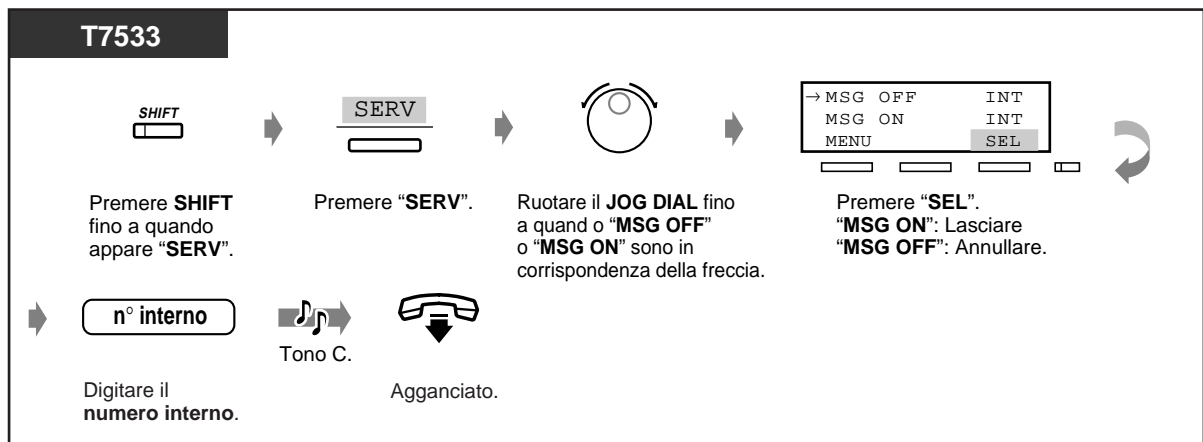 T7533
SHIFT
SERV
→MSG OFF INT
MSG ON INT
MENU SEL
Premere SHIFT
fino a quando
appare “SERV”.
Premere “SERV”.
Ruotare il JOG DIAL fino
a quand o “MSG OFF”
o “MSG ON” sono in
corrispondenza della freccia.
Premere “SEL”.
“MSG ON”: Lasciare
“MSG OFF”: Annullare.
n° interno
Tono C.
Digitare il
numero interno.
Agganciato.